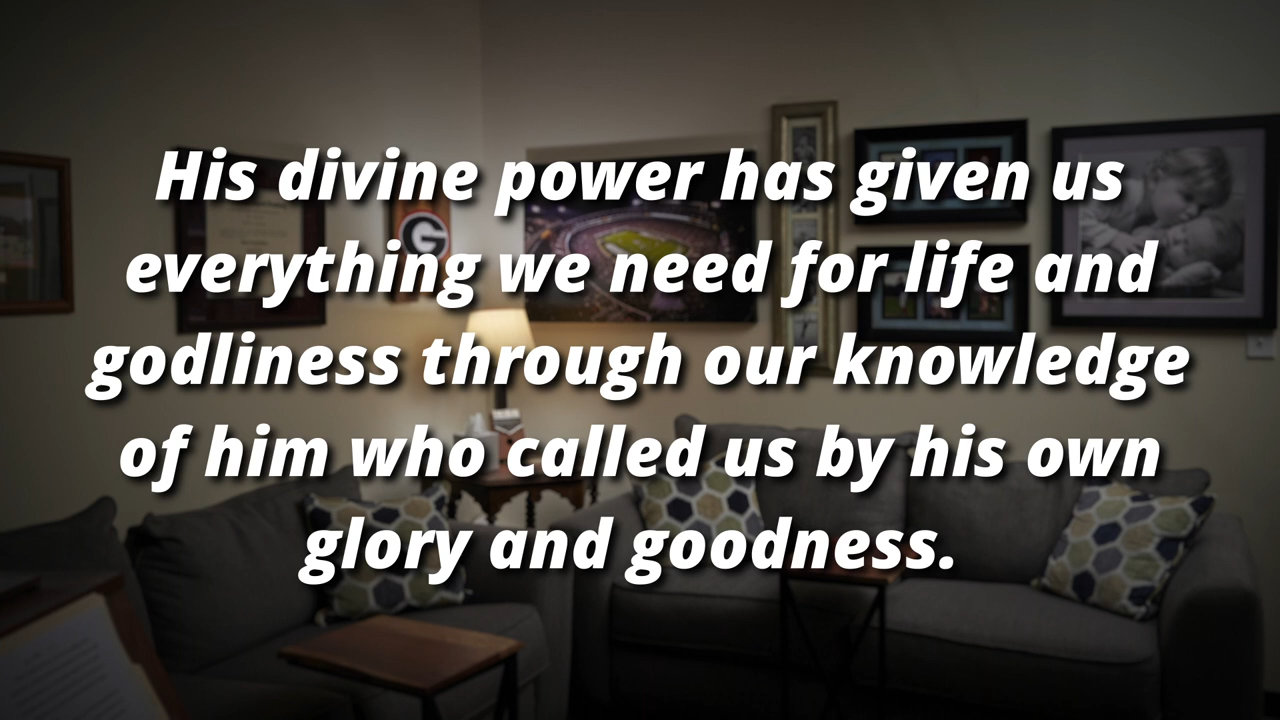 His divine power has given us
everything we need for life and
godliness through our knowledge
of him who called us by his own
glory and goodness.
G